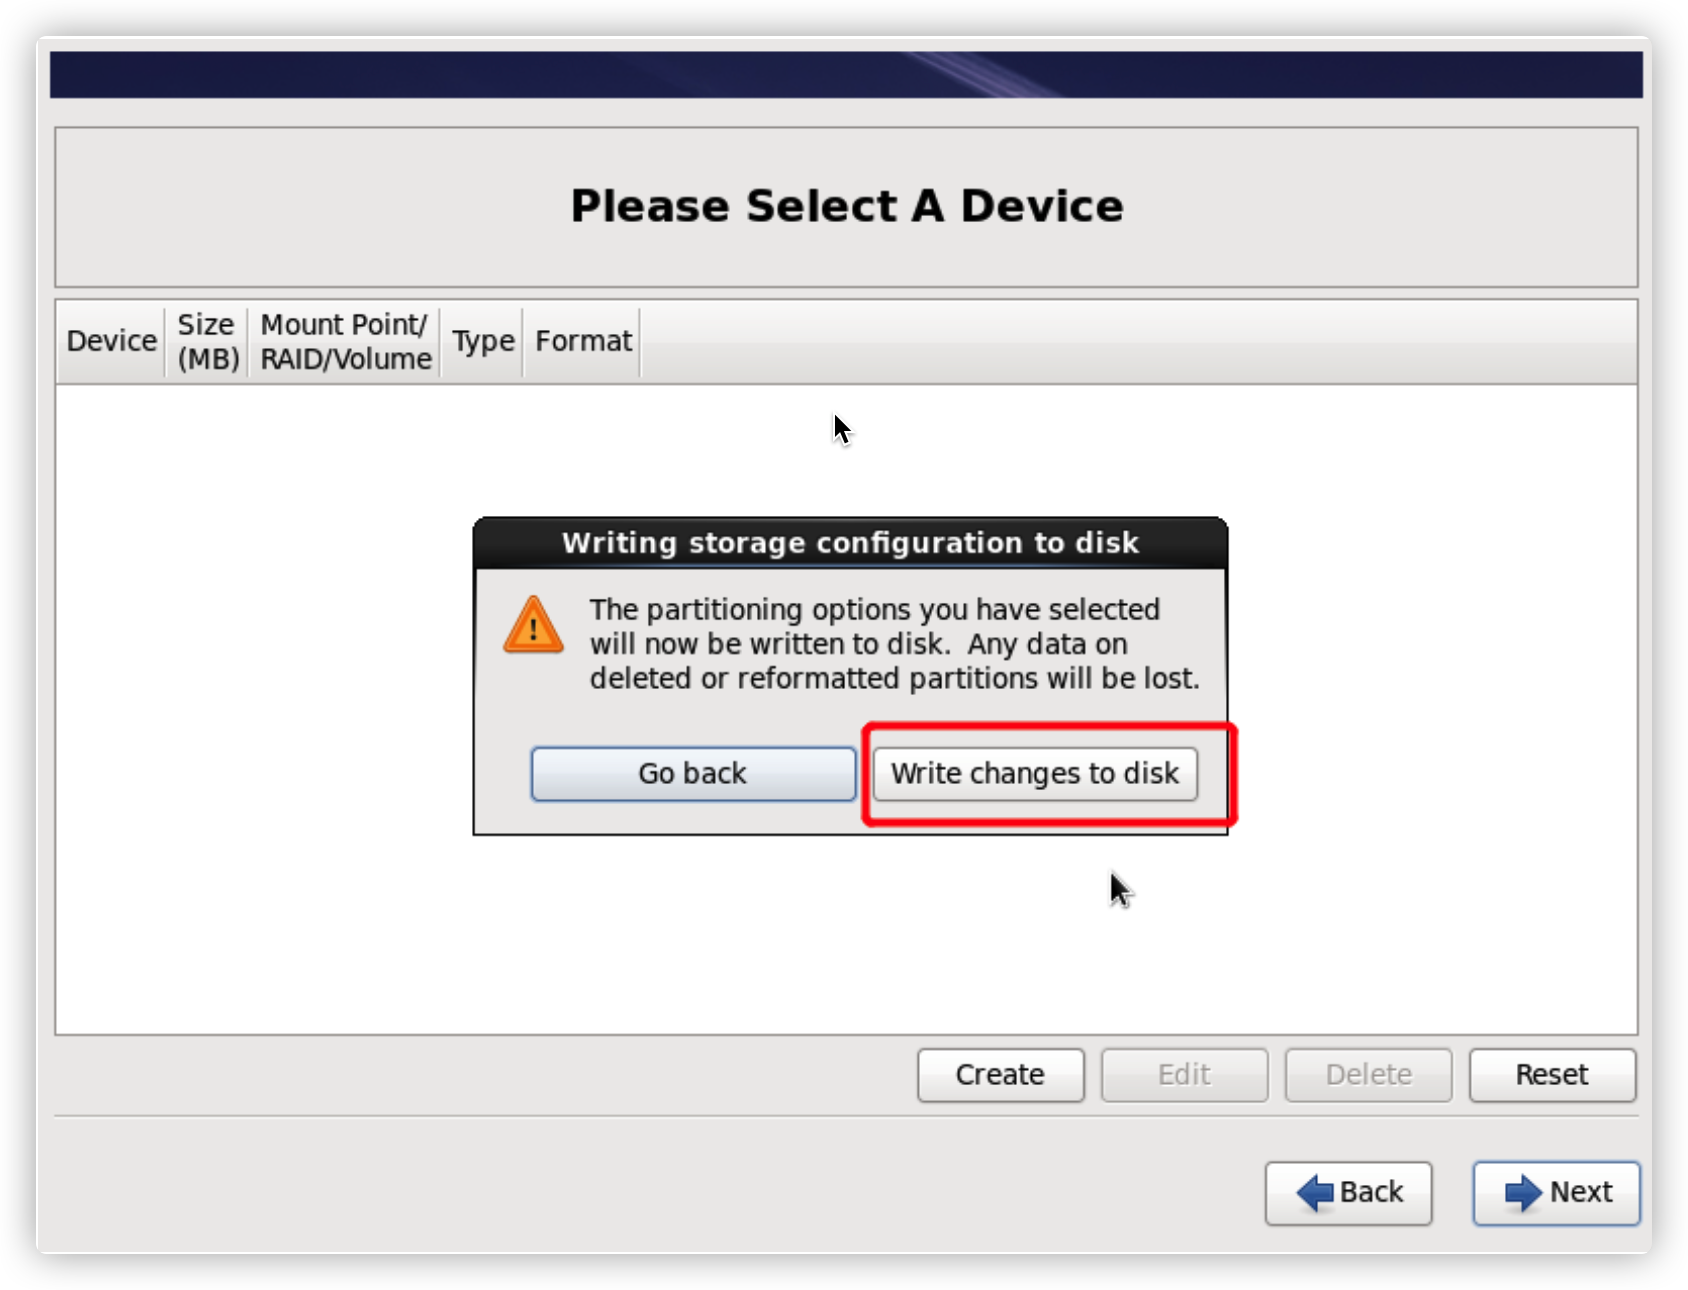 Please Select A Device
Device
Size
(MB)
Mount Point/
RAID/Volume
Type
Format
Writing storage configuration to disk
The partitioning options you have selected
will now be written to disk.  Any data on
deleted or reformatted partitions will be lost.
Go back
Write changes to disk
Create
Edit
Delete
Reset
Back
Next